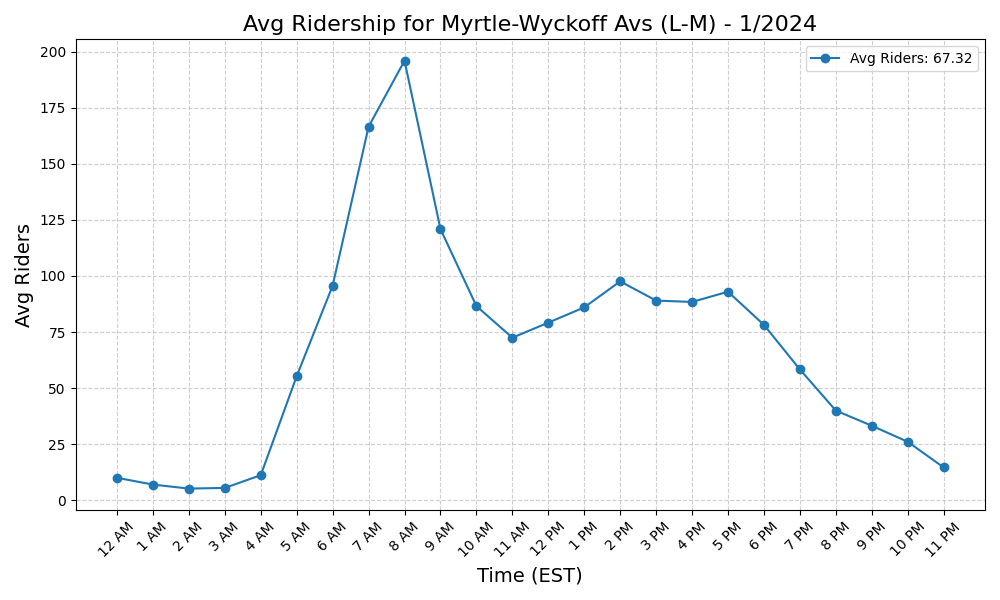 Avg Ridership for Myrtle-Wyckoff Avs (L-M) - 1/2024
Avg Riders: 67.32
Avg Riders
200
175
150
125
100
75
50
25
0
12 AM
1 AM
2 AM
3 AM
4 AM
5 AM
6 AM
7 AM
8 AM
9 AM
10 AM
11 AM
12 PM
1 PM
2 PM
3 PM
4 PM
5 PM
6 PM
7 PM
8 PM
9 PM
10 PM
11 PM
Time (EST)